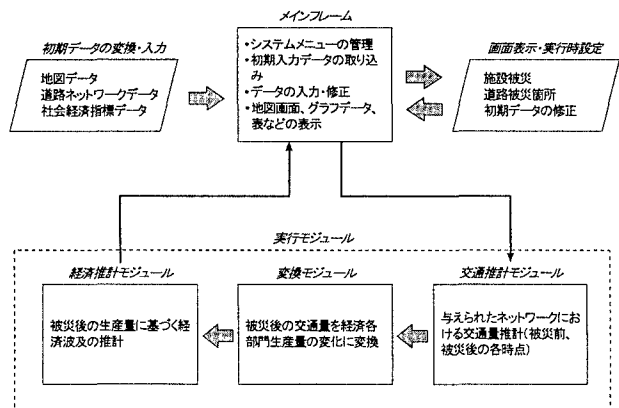 メインフレーム
初期データの変換・入力
画面表示・実行時設定
地図データ
道路ネットワークデータ
社会経済指標データ
・システムメニューの管理
・初期入力データの取り込
み
・データの入力・修正
・地図画面、グラフデータ、
表などの表示
施設被災
道路被災箇所
初期データの修正
実行モジュール
経済推計モジュール
変換モジュール
交通推計モジュール
被災後の生産量に基づく経
済波及の推計
被災後の交通量を経済各
部門生産量の変化に変換
与えられたネットワークにお
ける交通量推計(被災前、
被災後の各時点)